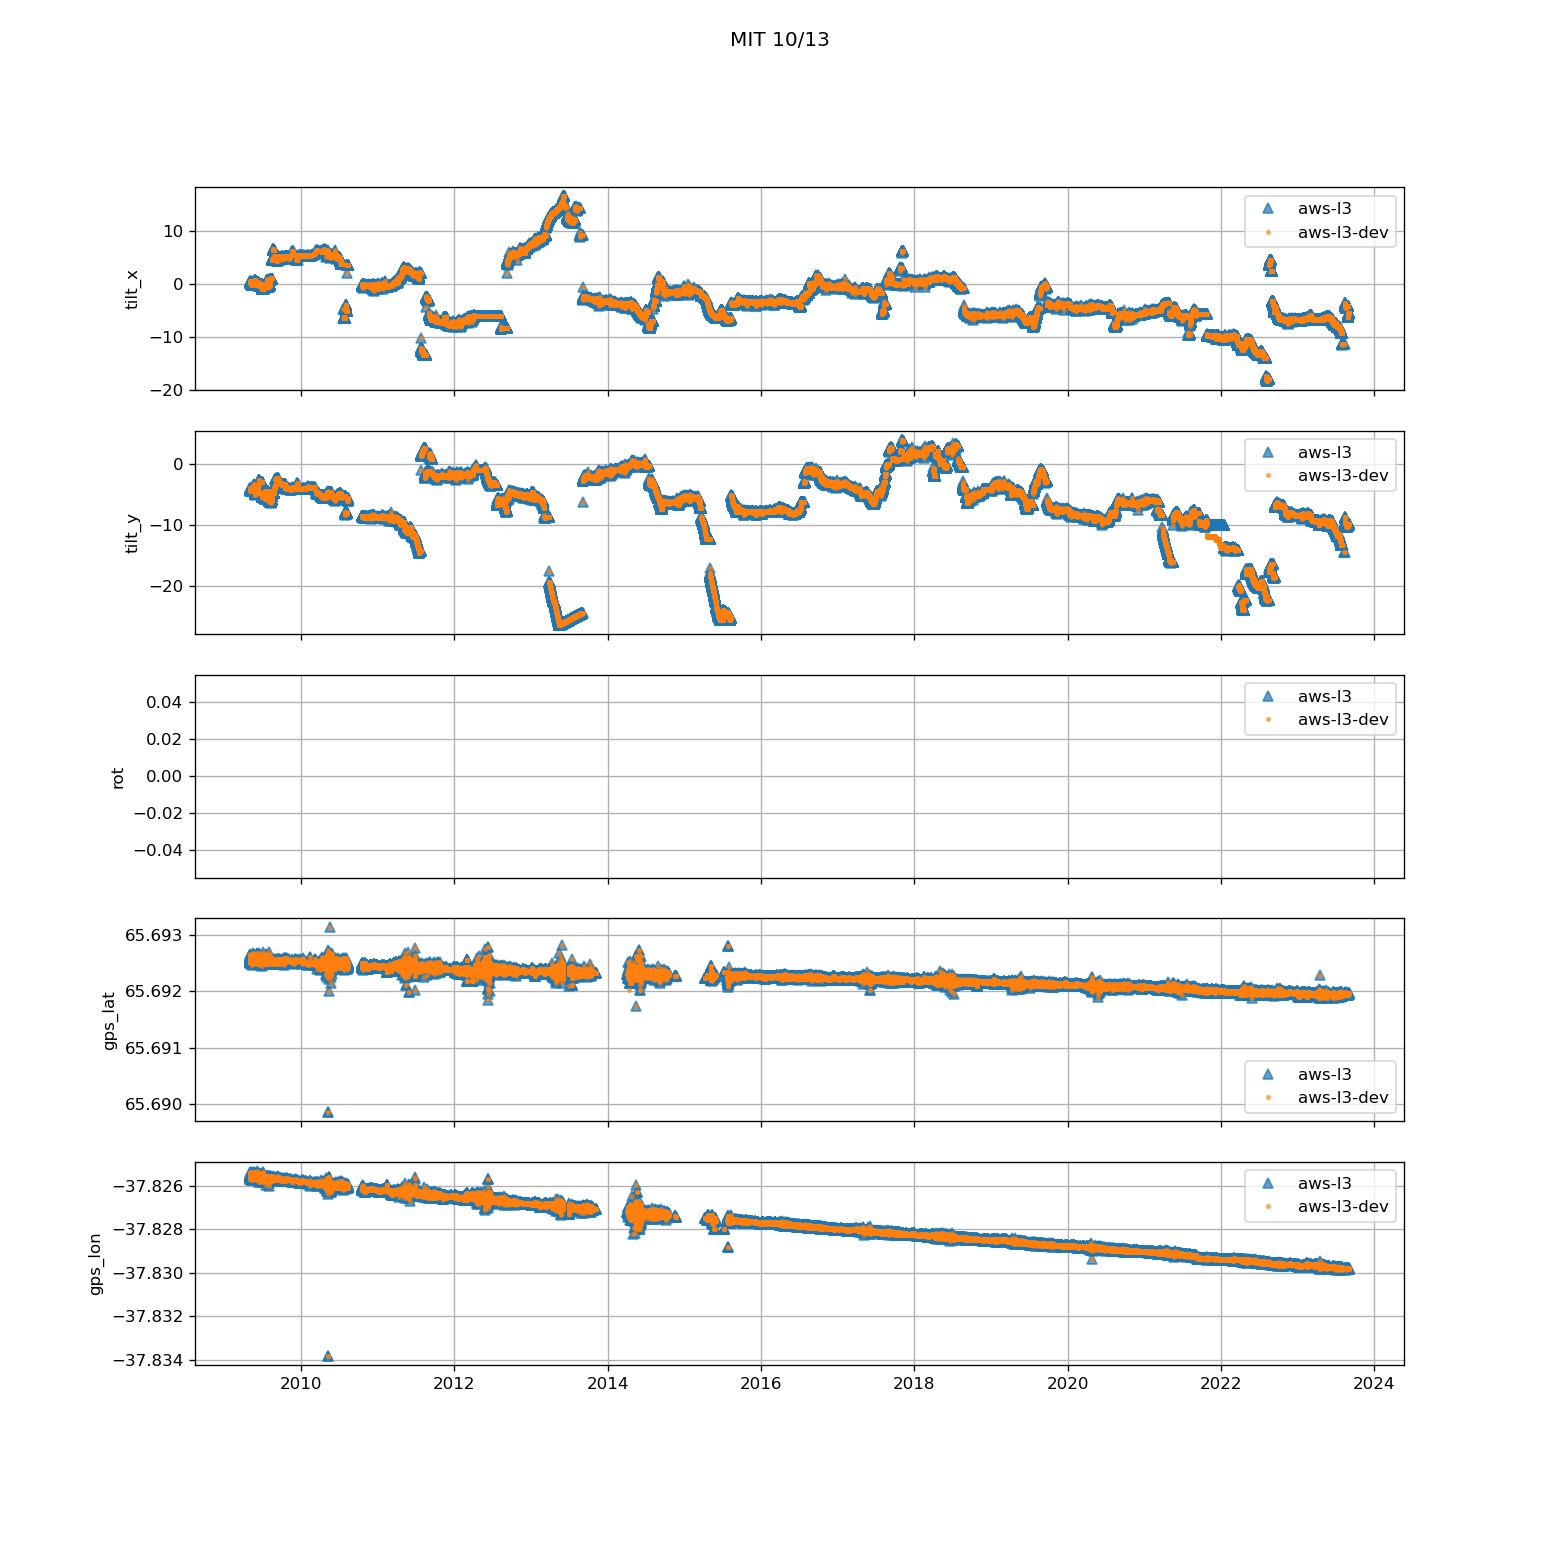 MIT 10/13
10
0
−10
−20
tilt_x
aws-l3
aws-l3-dev
0
−10
−20
tilt_y
aws-l3
aws-l3-dev
0.04
0.02
0.00
−0.02
−0.04
rot
aws-l3
aws-l3-dev
65.693
65.692
65.691
65.690
gps_lat
aws-l3
aws-l3-dev
−37.826
−37.828
−37.830
−37.832
−37.834
gps_lon
aws-l3
aws-l3-dev
2010 2012 2014 2016 2018 2020 2022 2024